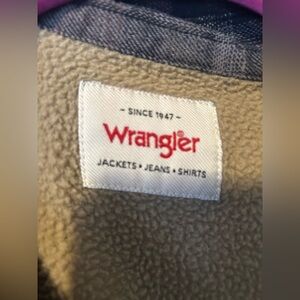 - SINCE 1947 -
Wrangler®
JACKETS • JEANS • SHIRTS